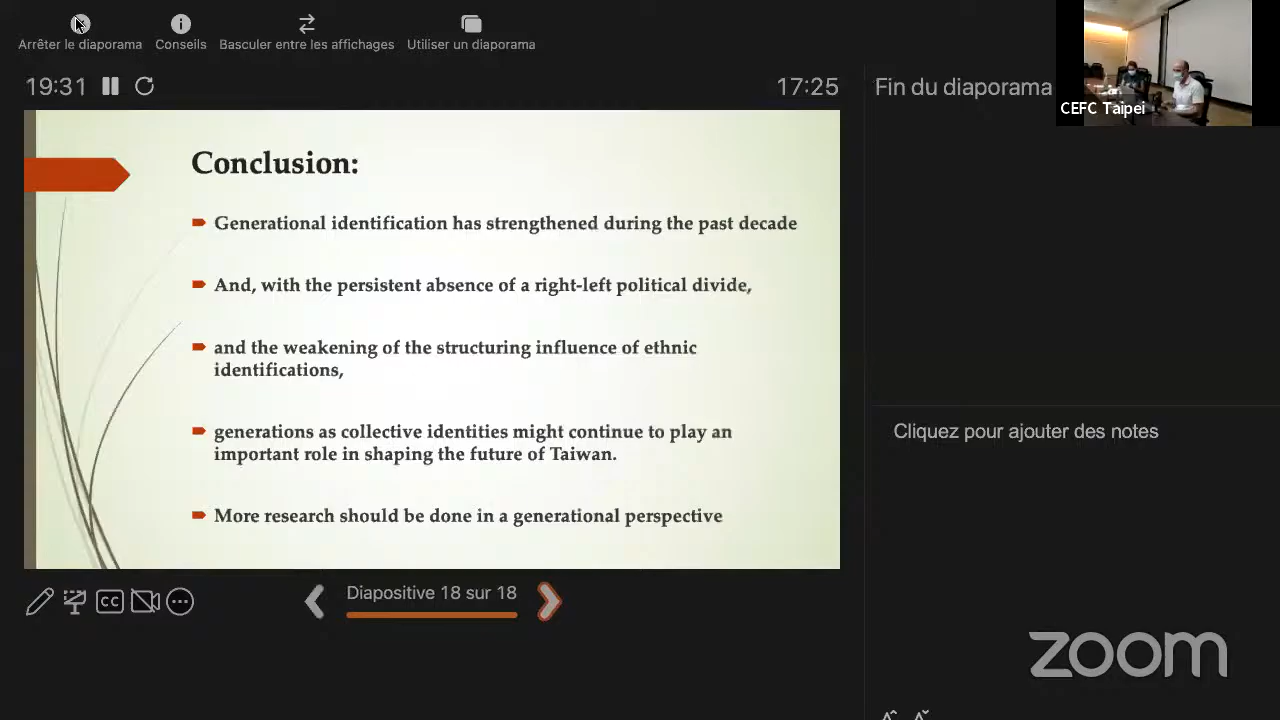 Arrêter le diaporama
Conseils
Basculer entre les affichages
Utiliser un diaporama
19:31
17:25
Fin du diaporama
CEFC Taipei
Conclusion:
Generational identification has strengthened during the past decade
And, with the persistent absence of a right-left political divide,
and the weakening of the structuring influence of ethnic
identifications,
generations as collective identities might continue to play an
important role in shaping the future of Taiwan.
More research should be done in a generational perspective
Cliquez pour ajouter des notes
CC
Diapositive 18 sur 18
zoom